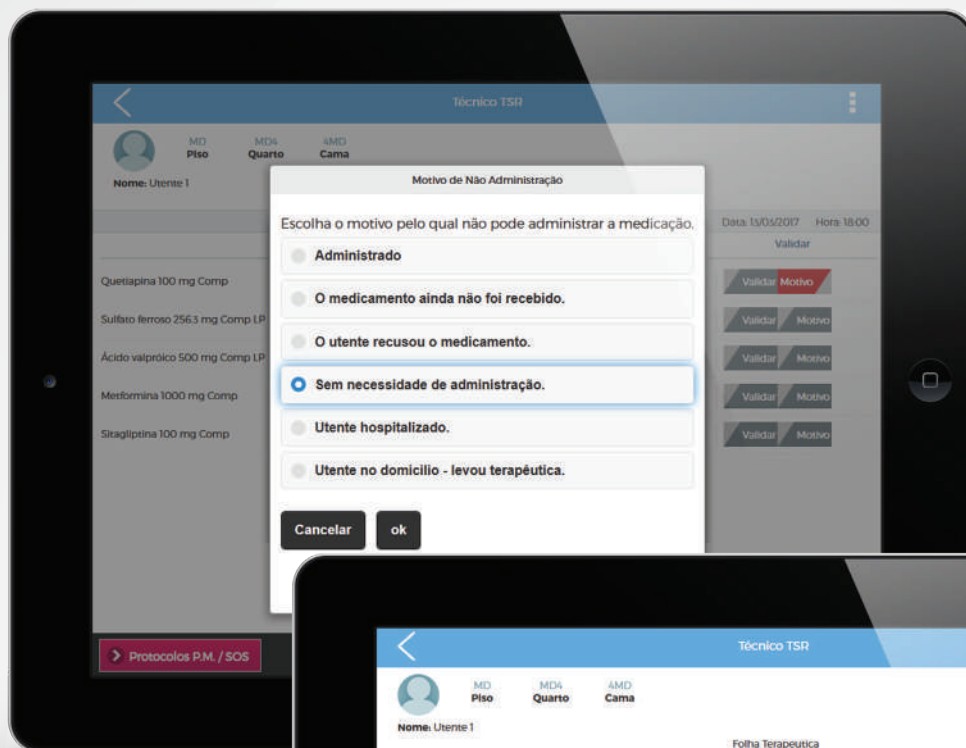 Técnico TSR
MD MD4 4MD
Piso Quarto Cama
Nome: Utente 1
Motivo de Não Administração
Escolha o motivo pelo qual não pode administrar a medicação.
Administrado
O medicamento ainda não foi recebido.
O utente recusou o medicamento.
Sem necessidade de administração.
Utente hospitalizado.
Utente no domicilio - levou terapêutica.
Cancelar ok
Data: 13/03/2017 Hora: 18:00
Validar
Quetiapina 100 mg Comp Validar Motivo
Sulfato ferroso 256.3 mg Comp LP Validar Motivo
Ácido valpróico 500 mg Comp LP Validar Motivo
Metformina 1000 mg Comp Validar Motivo
Sitagliptina 100 mg Comp Validar Motivo
Protocolos P.M. / SOS
Técnico TSR
MD MD4 4MD
Piso Quarto Cama
Nome: Utente 1
Folha Terapeutica